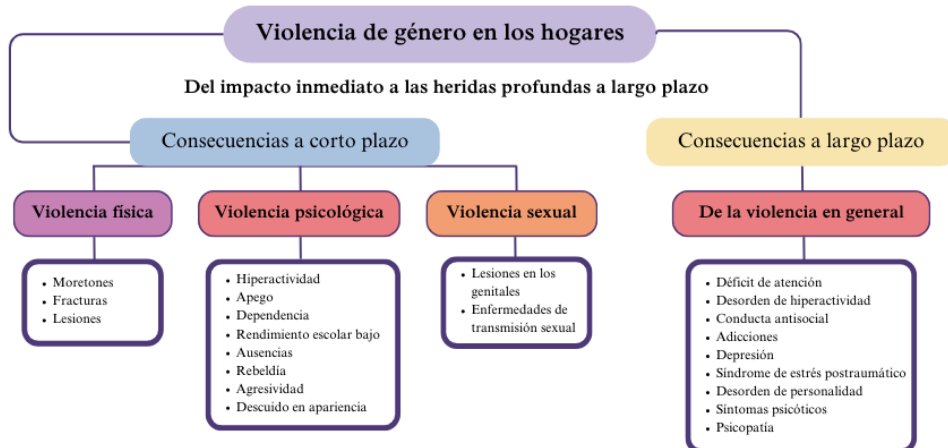 Violencia de género en los hogares
Del impacto inmediato a las heridas profundas a largo plazo
Consecuencias a corto plazo
Consecuencias a largo plazo
Violencia física
Violencia psicológica
Violencia sexual
De la violencia en general
• Moretones
• Fracturas
• Lesiones
• Hiperactividad
• Apego
• Dependencia
• Rendimiento escolar bajo
• Ausencias
• Rebeldía
• Agresividad
• Descuido en apariencia
• Lesiones en los
genitales
• Enfermedades de
transmisión sexual
• Déficit de atención
• Desorden de hiperactividad
• Conducta antisocial
• Adicciones
• Depresión
• Síndrome de estrés postraumático
• Desorden de personalidad
• Síntomas psicóticos
• Psicopatía